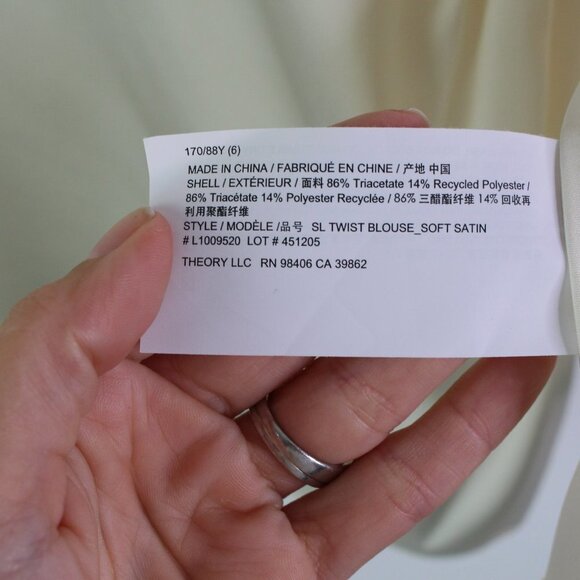 170/88Y (6)
MADE IN CHINA / FABRIQUÉ EN CHINE / 产地 中国
SHELL / EXTÉRIEUR / 面料 86% Triacetate 14% Recycled Polyester /
86% Triacétate 14% Polyester Recyclée / 86% 三醋酯纤维 14% 回收再
利用聚酯纤维
STYLE / MODÈLE /品号 SL TWIST BLOUSE_SOFT SATIN
# L1009520 LOT # 451205
THEORY LLC RN 98406 CA 39862